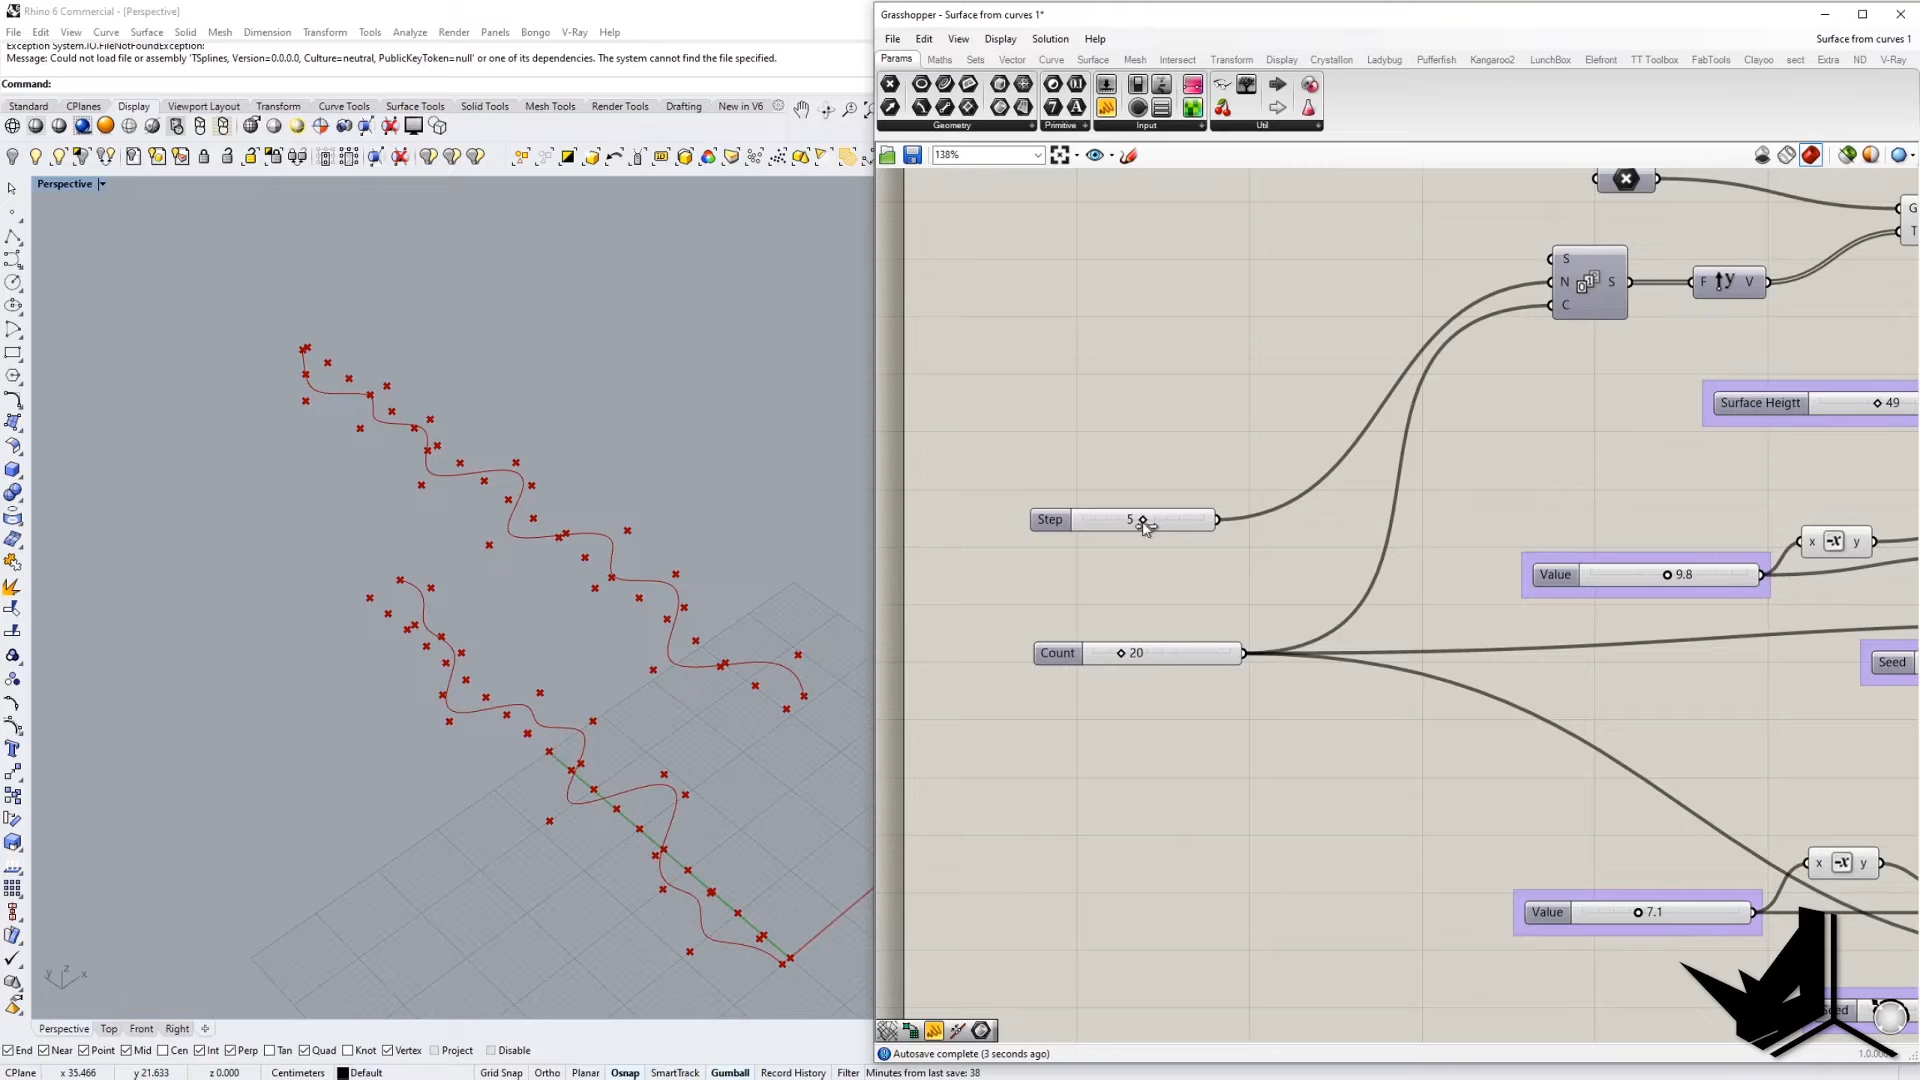 Rhino 6 Commercial - [Perspective]
File Edit View Curve Surface Solid Mesh Dimension Transform Tools Analyze Render Panels Bongo V-Ray Help
Exception System.IO.FileNotFoundException:
Message: Could not load file or assembly 'TSplines, Version=0.0.0.0, Culture=neutral, PublicKeyToken=null' or one of its dependencies. The system cannot find the file specified.
Command:
Standard CPlanes Display Viewport Layout Transform Curve Tools Surface Tools Solid Tools Mesh Tools Render Tools Drafting New in V6
Perspective
z
y x
Perspective Top Front Right
End Near Point Mid Cen Int Perp Tan Quad Knot Vertex Project Disable
CPlane x 35.466 y 21.633 z 0.000 Centimeters Default Grid Snap Ortho Planar Osnap SmartTrack Gumball Record History Filter Minutes from last save: 38
Grasshopper - Surface from curves 1*
File Edit View Display Solution Help Surface from curves 1
Params Maths Sets Vector Curve Surface Mesh Intersect Transform Display Crystallon Ladybug Pufferfish Kangaroo2 LunchBox Elefront TT Toolbox FabTools Clayoo sect Extra ND V-Ray
Geometry Primitive Input Util
138%
G
T
S
N S
C
F y V
Surface Heigtt 49
Step 5
x -x y
Value 9.8
Count 20
Seed
x -x y
Value 7.1
Autosave complete (3 seconds ago)